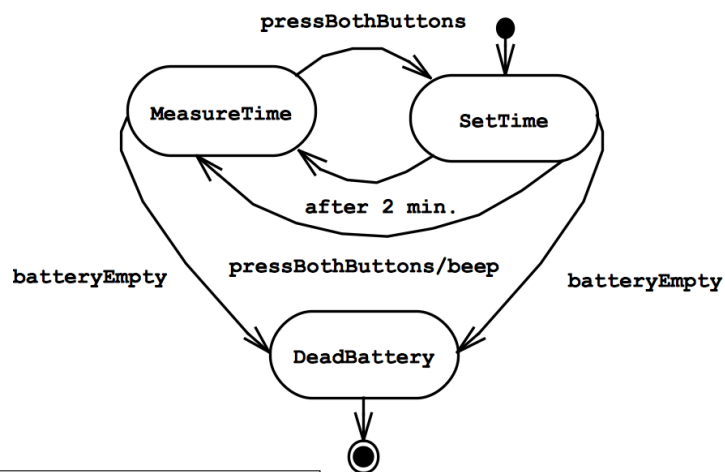 pressBothButtons
MeasureTime
SetTime
after 2 min.
pressBothButtons/beep
batteryEmpty
batteryEmpty
DeadBattery